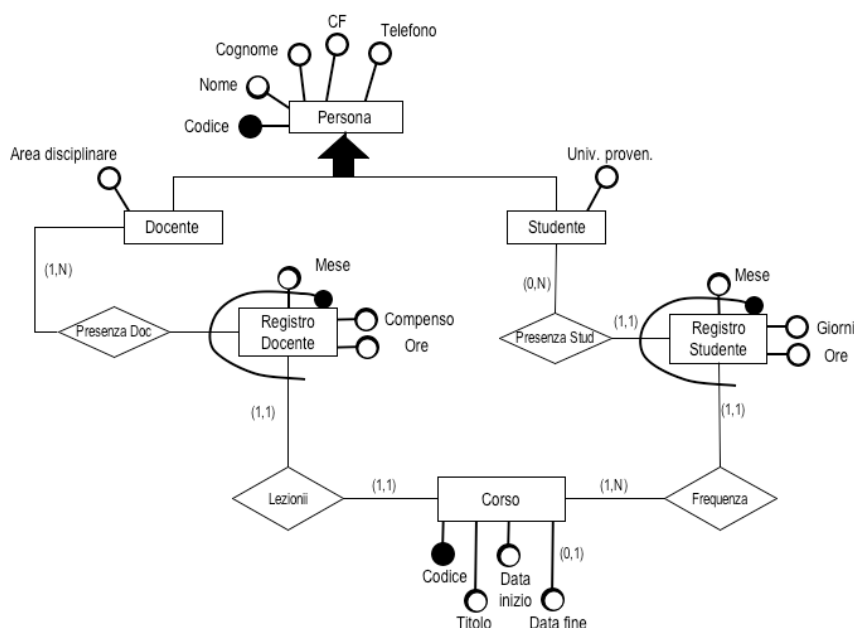 CF
Cognome
Telefono
Nome
Codice
Persona
Area disciplinare
Univ. proven.
Docente
Studente
(1,N)
(0,N)
Mese
Mese
Presenza Doc
Registro
Docente
Compenso
Ore
Presenza Stud
(1,1)
Registro
Studente
Giorni
Ore
(1,1)
(1,1)
Lezionii
(1,1)
Corso
(1,N)
Frequenza
(0,1)
Codice
Data
inizio
Titolo
Data fine